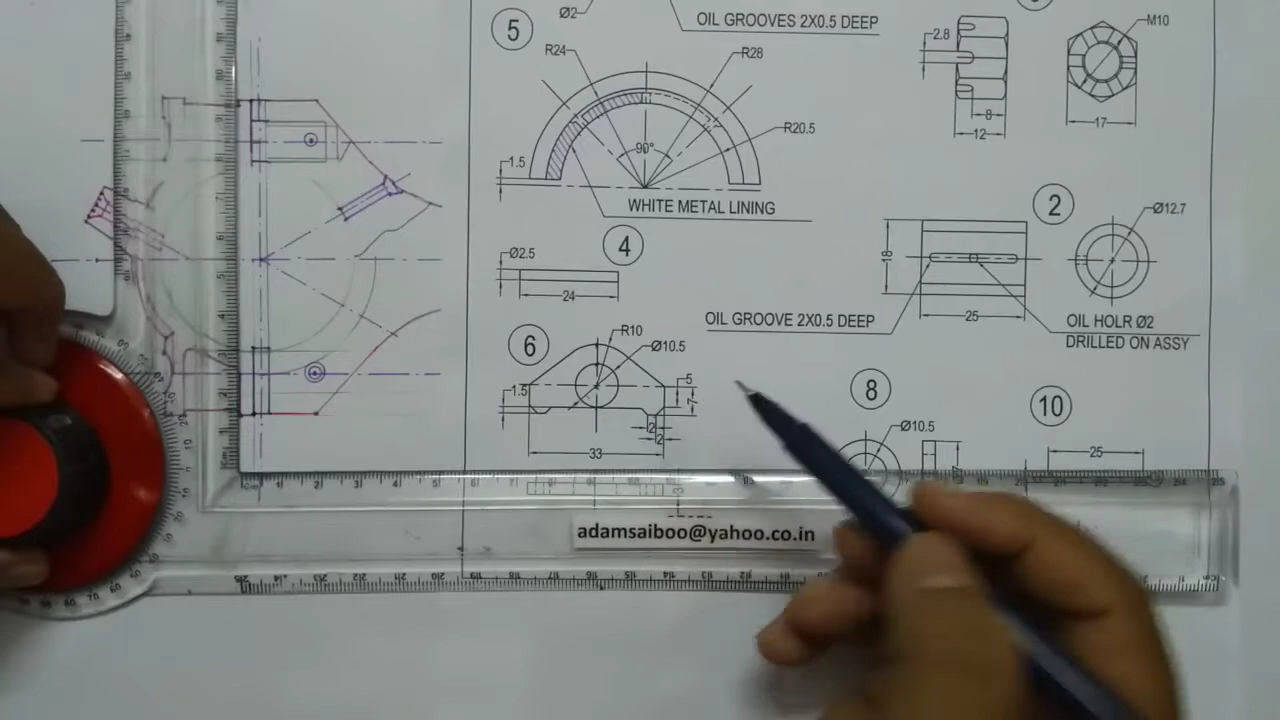 Ø2
OIL GROOVES 2X0.5 DEEP
5
R24
R28
R20.5
90°
1.5
WHITE METAL LINING
2.8
8
12
M10
17
4
Ø2.5
24
2
Ø12.7
18
25
OIL GROOVE 2X0.5 DEEP
OIL HOLR Ø2
DRILLED ON ASSY
6
R10
Ø10.5
1.5
5
7
2
2
33
3
8
Ø10.5
10
25
adamsaiboo@yahoo.co.in